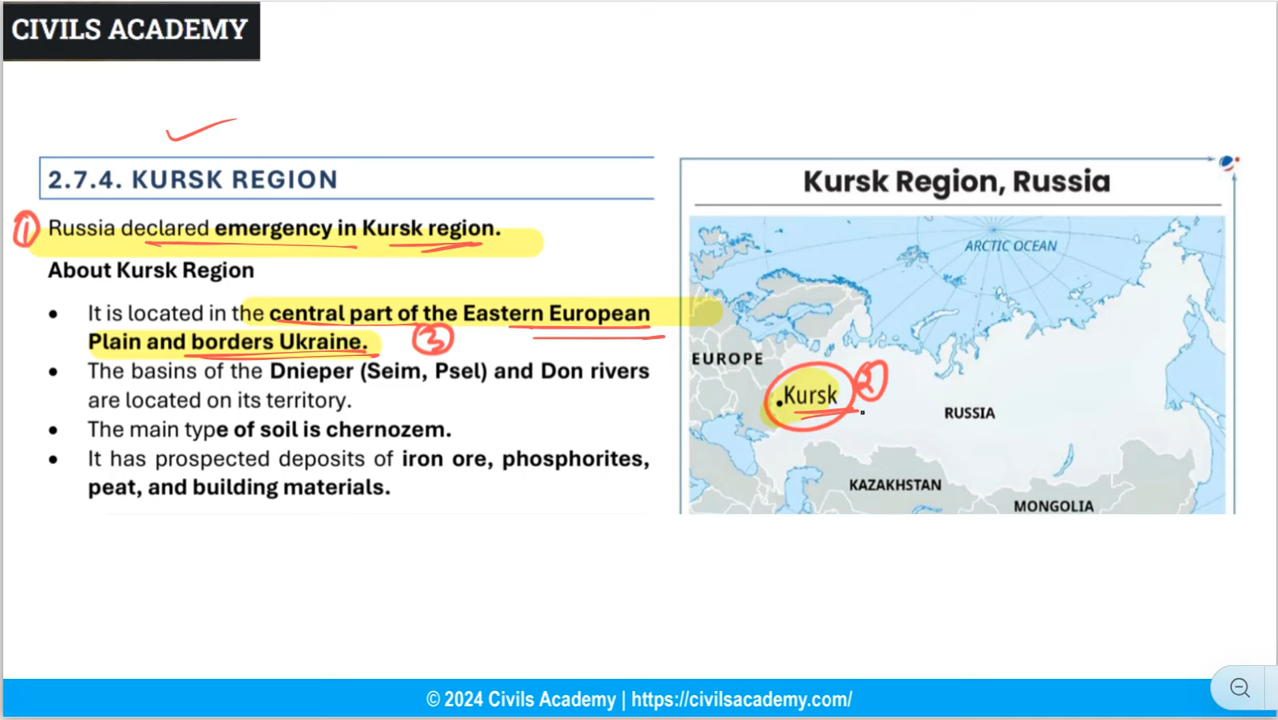 CIVILS ACADEMY
2.7.4. KURSK REGION
1
Russia declared emergency in Kursk region.
About Kursk Region
• It is located in the central part of the Eastern European
Plain and borders Ukraine.
3
• The basins of the Dnieper (Seim, Psel) and Don rivers
are located on its territory.
• The main type of soil is chernozem.
• It has prospected deposits of iron ore, phosphorites,
peat, and building materials.
Kursk Region, Russia
ARCTIC OCEAN
EUROPE
Kursk
2
RUSSIA
KAZAKHSTAN
MONGOLIA
© 2024 Civils Academy | https://civilsacademy.com/